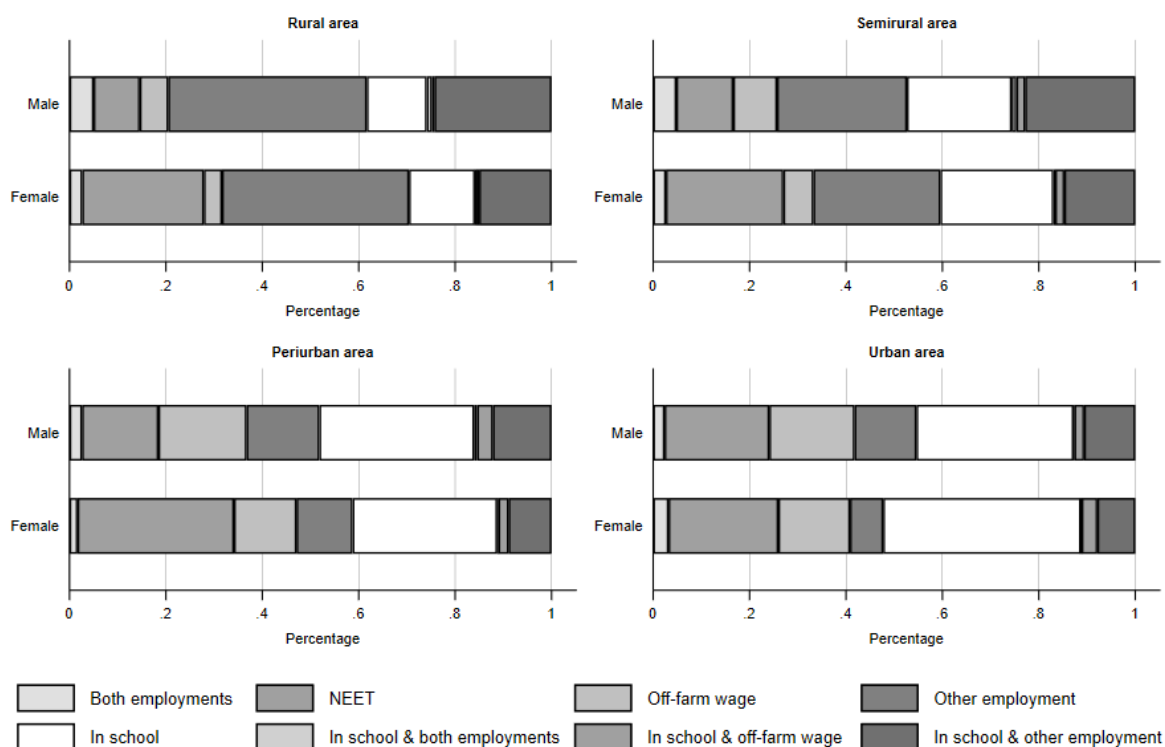 Rural area
Male
Female
0 .2 .4 .6 .8 1
Percentage
Semirural area
Male
Female
0 .2 .4 .6 .8 1
Percentage
Periurban area
Male
Female
0 .2 .4 .6 .8 1
Percentage
Urban area
Male
Female
0 .2 .4 .6 .8 1
Percentage
Both employments NEET Off-farm wage Other employment
In school In school & both employments In school & off-farm wage In school & other employment